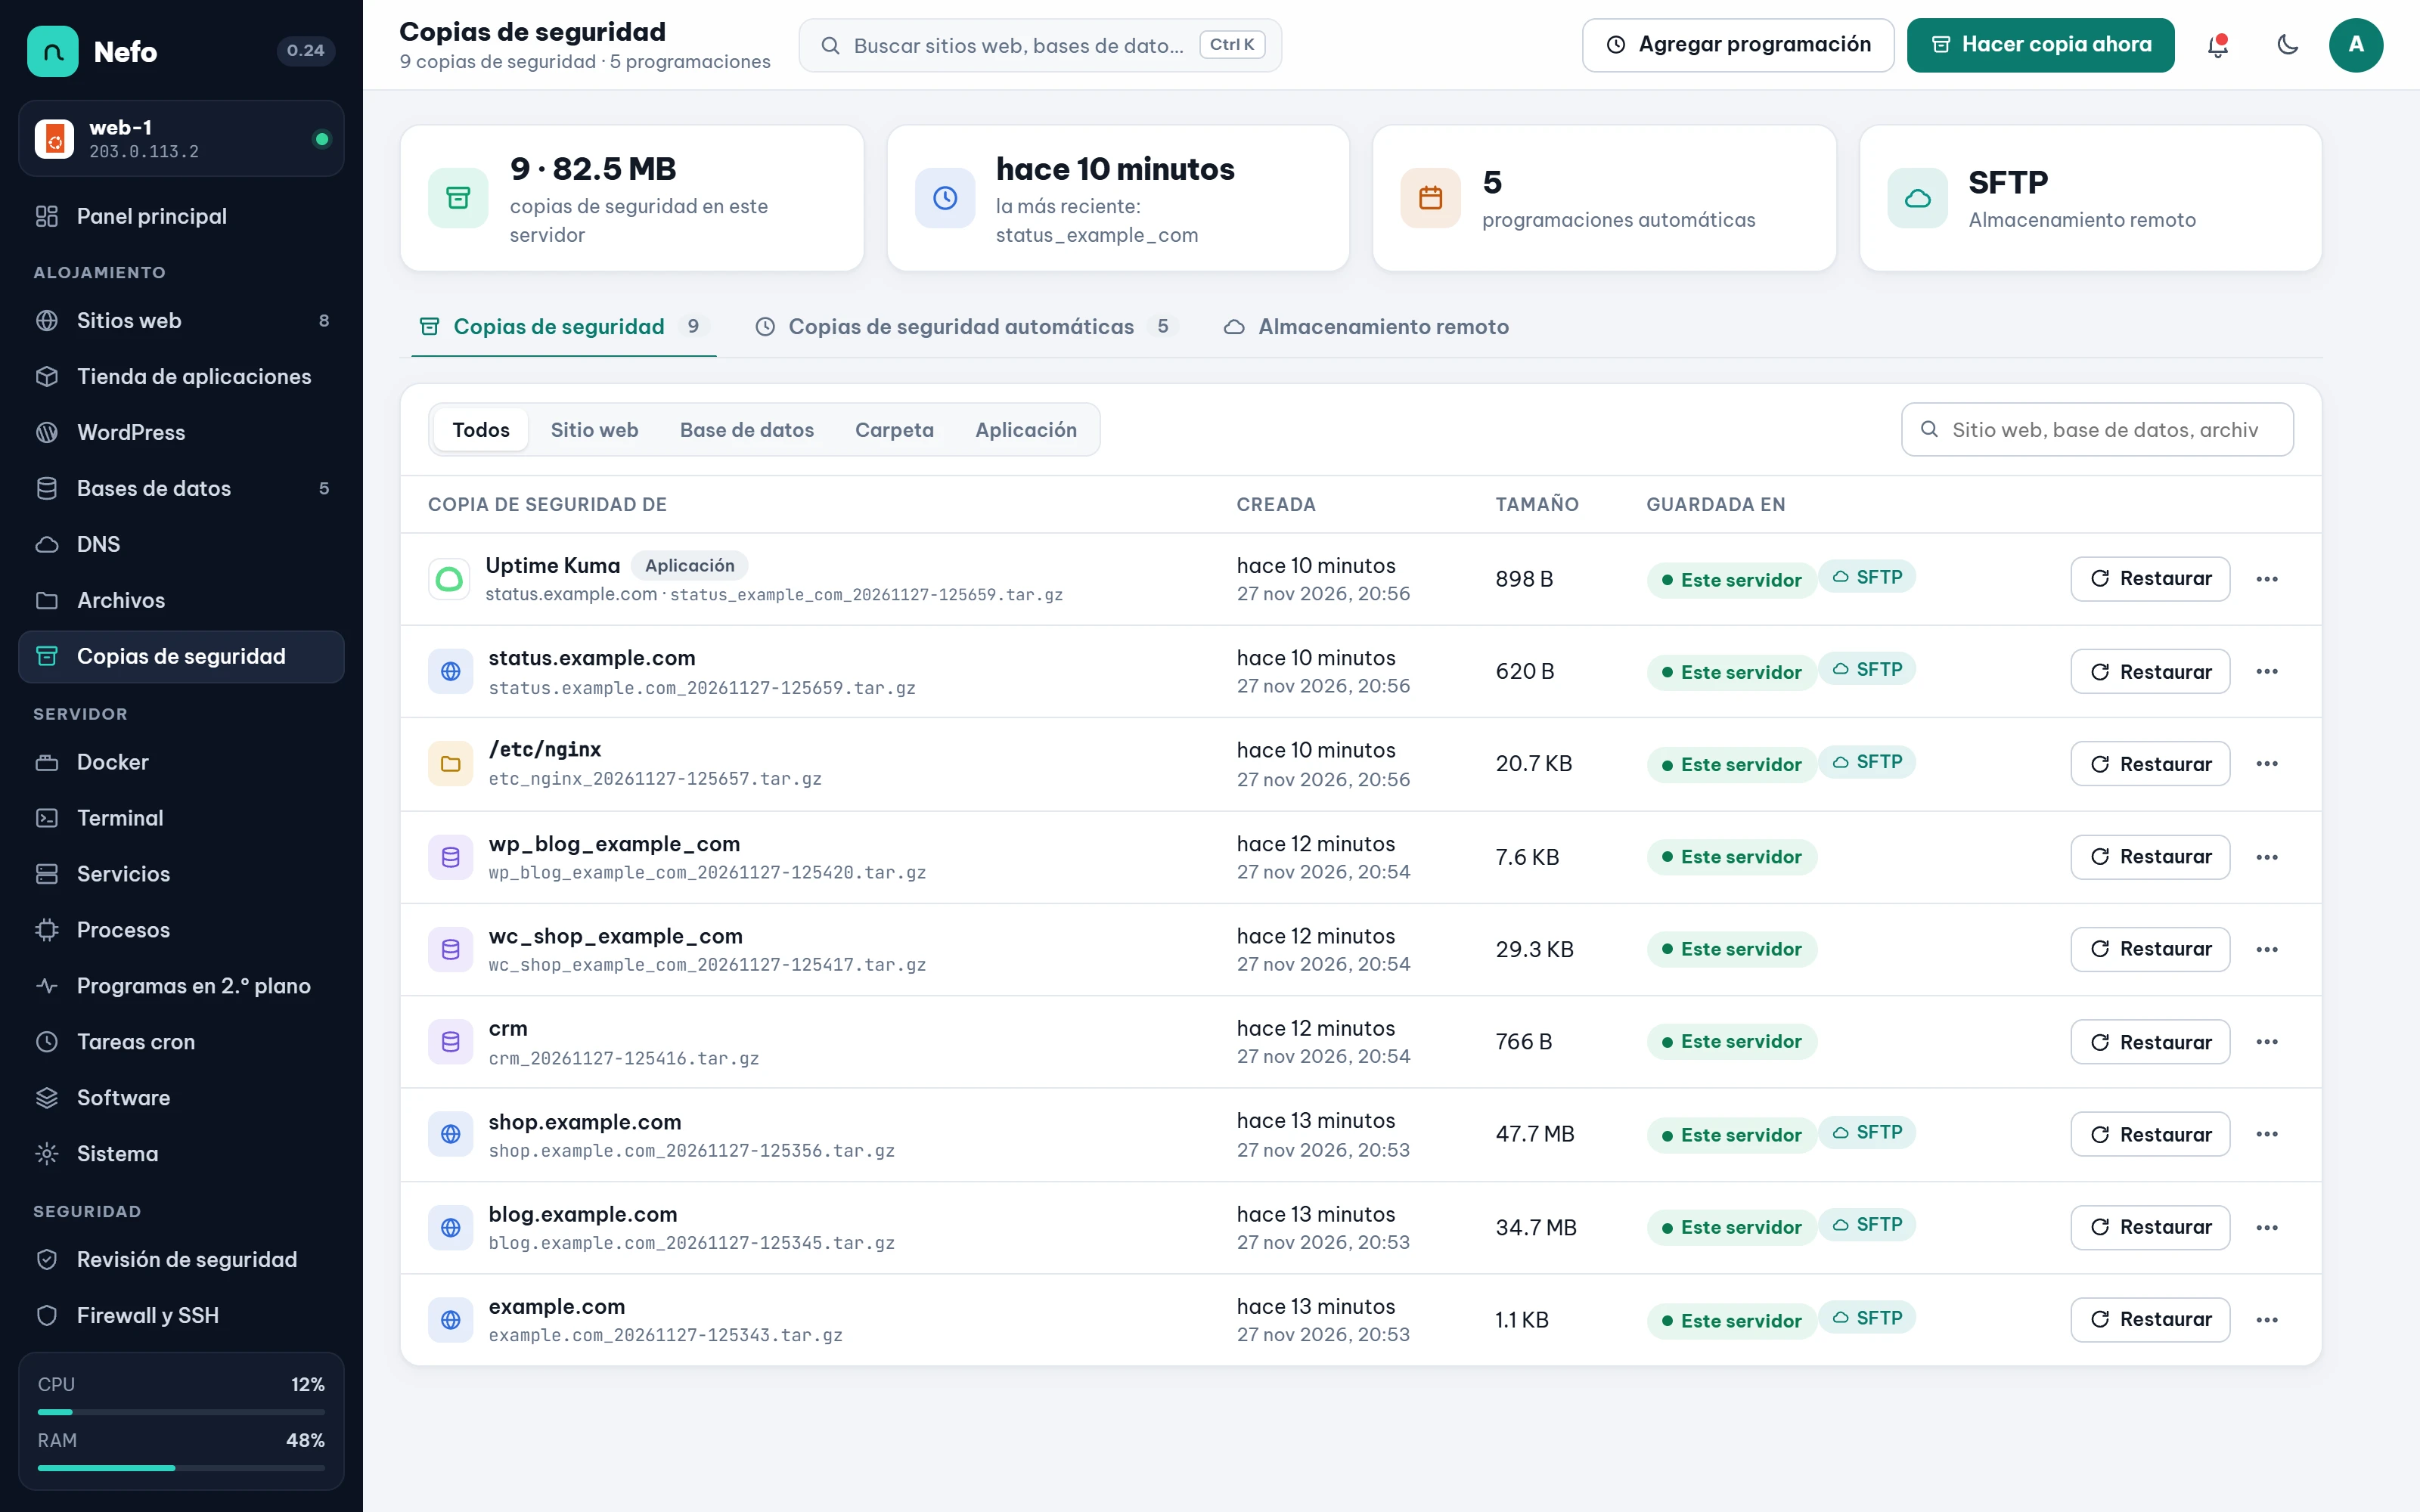 Nefo
0.24
web-1
203.0.113.2
Panel principal
ALOJAMIENTO
Sitios web 8
Tienda de aplicaciones
WordPress
Bases de datos 5
DNS
Archivos
Copias de seguridad
SERVIDOR
Docker
Terminal
Servicios
Procesos
Programas en 2.º plano
Tareas cron
Software
Sistema
SEGURIDAD
Revisión de seguridad
Firewall y SSH
CPU 12%
RAM 48%
Copias de seguridad
9 copias de seguridad · 5 programaciones
Buscar sitios web, bases de dato... Ctrl K
Agregar programación
Hacer copia ahora
A
9 · 82.5 MB
copias de seguridad en este
servidor
hace 10 minutos
la más reciente:
status_example_com
5
programaciones automáticas
SFTP
Almacenamiento remoto
Copias de seguridad 9
Copias de seguridad automáticas 5
Almacenamiento remoto
Todos Sitio web Base de datos Carpeta Aplicación
Sitio web, base de datos, archiv
COPIA DE SEGURIDAD DE CREADA TAMAÑO GUARDADA EN
Uptime Kuma Aplicación
status.example.com · status_example_com_20261127-125659.tar.gz
hace 10 minutos
27 nov 2026, 20:56
898 B
Este servidor SFTP
Restaurar
status.example.com
status.example.com_20261127-125659.tar.gz
hace 10 minutos
27 nov 2026, 20:56
620 B
Este servidor SFTP
Restaurar
/etc/nginx
etc_nginx_20261127-125657.tar.gz
hace 10 minutos
27 nov 2026, 20:56
20.7 KB
Este servidor SFTP
Restaurar
wp_blog_example_com
wp_blog_example_com_20261127-125420.tar.gz
hace 12 minutos
27 nov 2026, 20:54
7.6 KB
Este servidor
Restaurar
wc_shop_example_com
wc_shop_example_com_20261127-125417.tar.gz
hace 12 minutos
27 nov 2026, 20:54
29.3 KB
Este servidor
Restaurar
crm
crm_20261127-125416.tar.gz
hace 12 minutos
27 nov 2026, 20:54
766 B
Este servidor
Restaurar
shop.example.com
shop.example.com_20261127-125356.tar.gz
hace 13 minutos
27 nov 2026, 20:53
47.7 MB
Este servidor SFTP
Restaurar
blog.example.com
blog.example.com_20261127-125345.tar.gz
hace 13 minutos
27 nov 2026, 20:53
34.7 MB
Este servidor SFTP
Restaurar
example.com
example.com_20261127-125343.tar.gz
hace 13 minutos
27 nov 2026, 20:53
1.1 KB
Este servidor SFTP
Restaurar